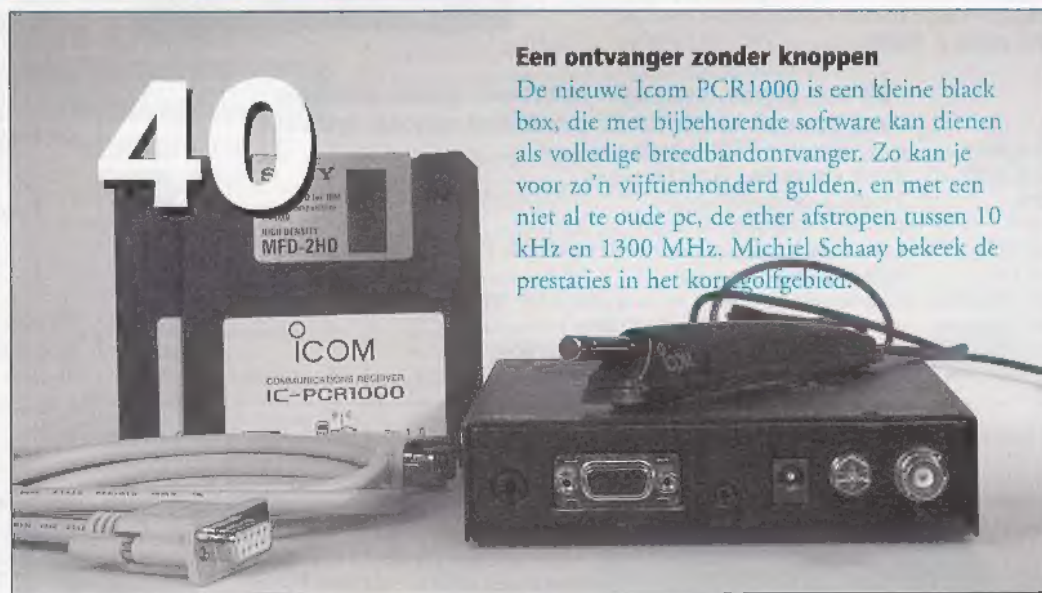 40
Een ontvanger zonder knoppen
De nieuwe Icom PCR1000 is een kleine black
box, die met bijbehorende software kan dienen
als volledige breedbandontvanger. Zo kan je
voor zo'n vijftienhonderd gulden, en met een
niet al te oude pc, de ether afstropen tussen 10
kHz en 1300 MHz. Michiel Schaay bekeek de
prestaties in het kortegolfgebied.
HIGH DENSITY
MFD-2HD
ICOM
COMMUNICATIONS RECEIVER
IC-PCR1000
ICOM